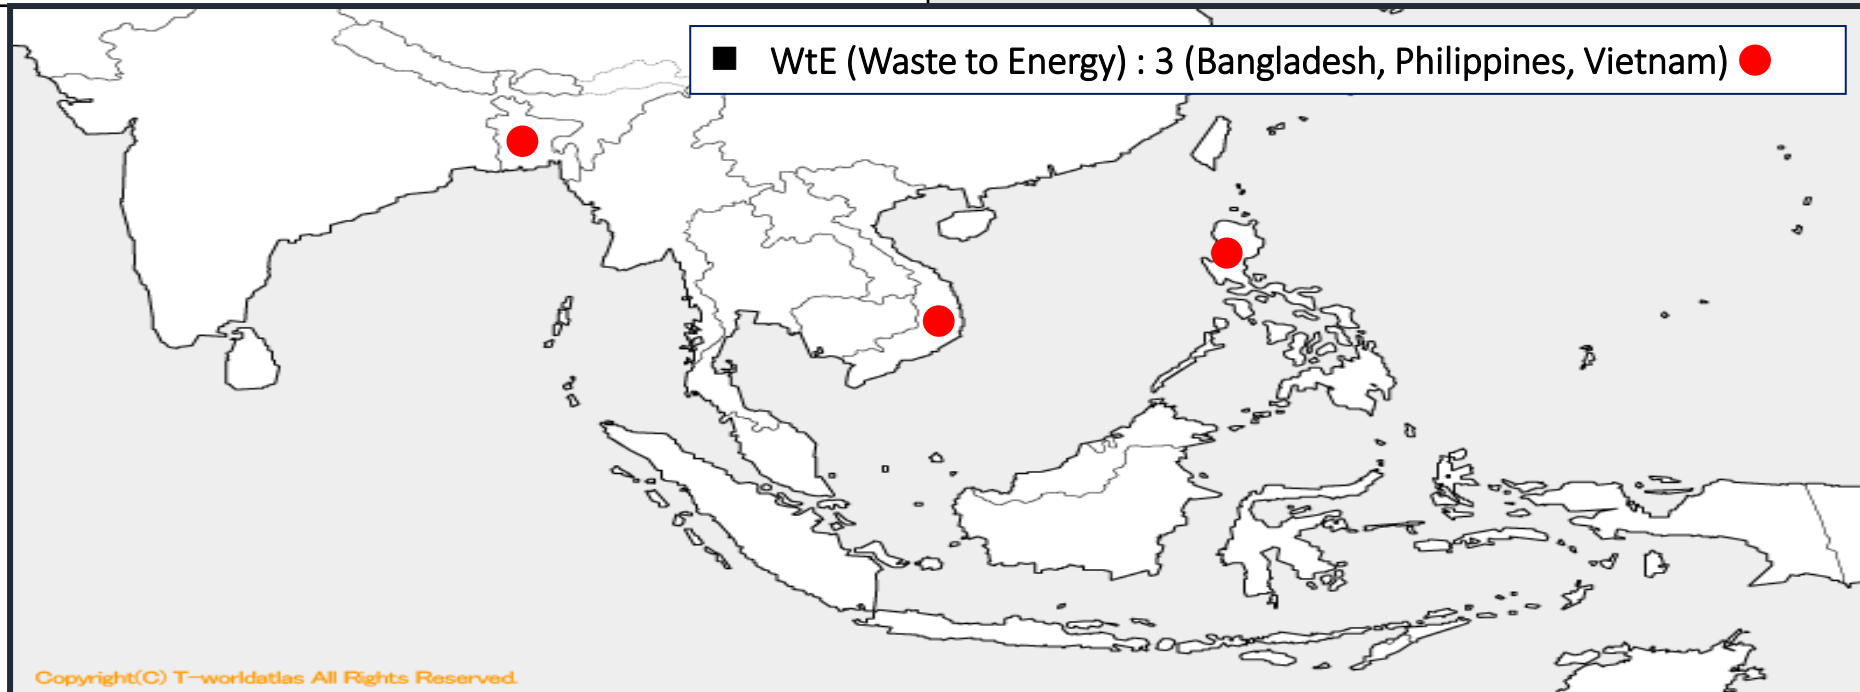 ■ WtE (Waste to Energy) : 3 (Bangladesh, Philippines, Vietnam)
Copyright(C) T-worldatlas All Rights Reserved.